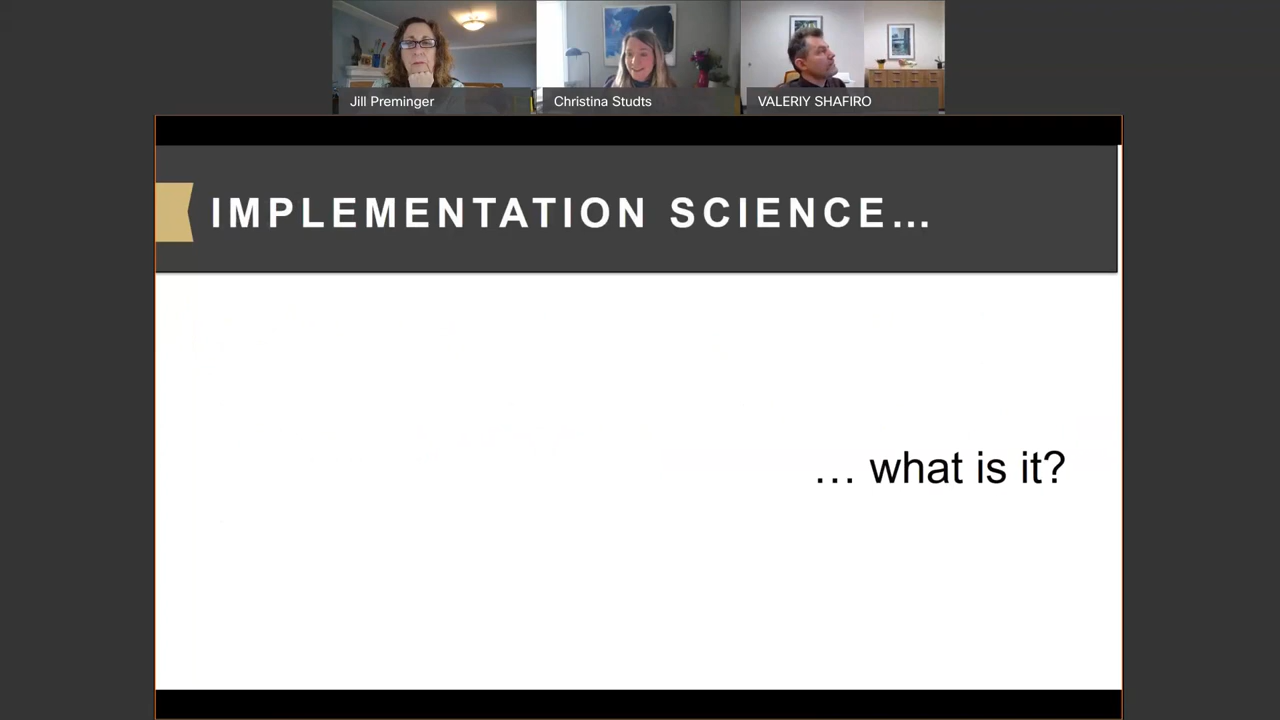 Jill Preminger
Christina Studts
VALERIY SHAFIRO
IMPLEMENTATION SCIENCE...
... what is it?